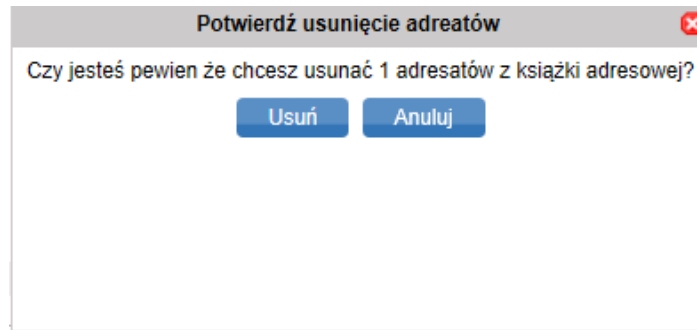 Potwierdź usunięcie adreatów
Czy jesteś pewien że chcesz usunać 1 adresatów z książki adresowej?
Usuń
Anuluj